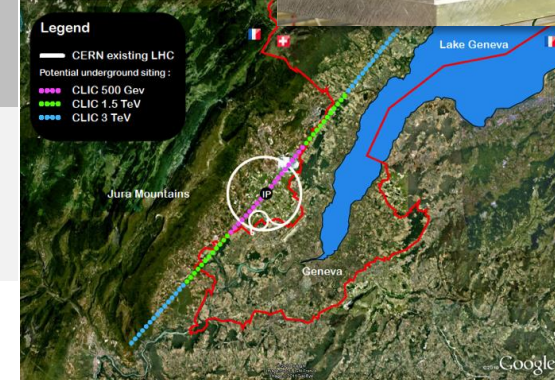 Legend
CERN existing LHC
Potential underground siting :
CLIC 500 Gev
CLIC 1.5 TeV
CLIC 3 TeV
Lake Geneva
Jura Mountains
IP
Geneva
Google